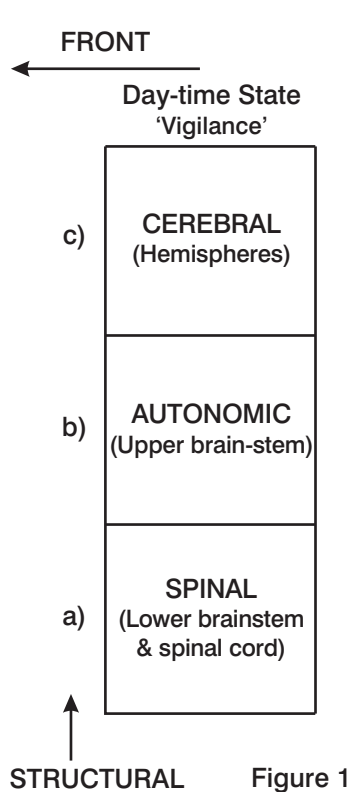 FRONT
Day-time State
‘Vigilance’
c)
CEREBRAL
(Hemispheres)
b)
AUTONOMIC
(Upper brain-stem)
a)
SPINAL
(Lower brainstem
& spinal cord)
STRUCTURAL
Figure 1